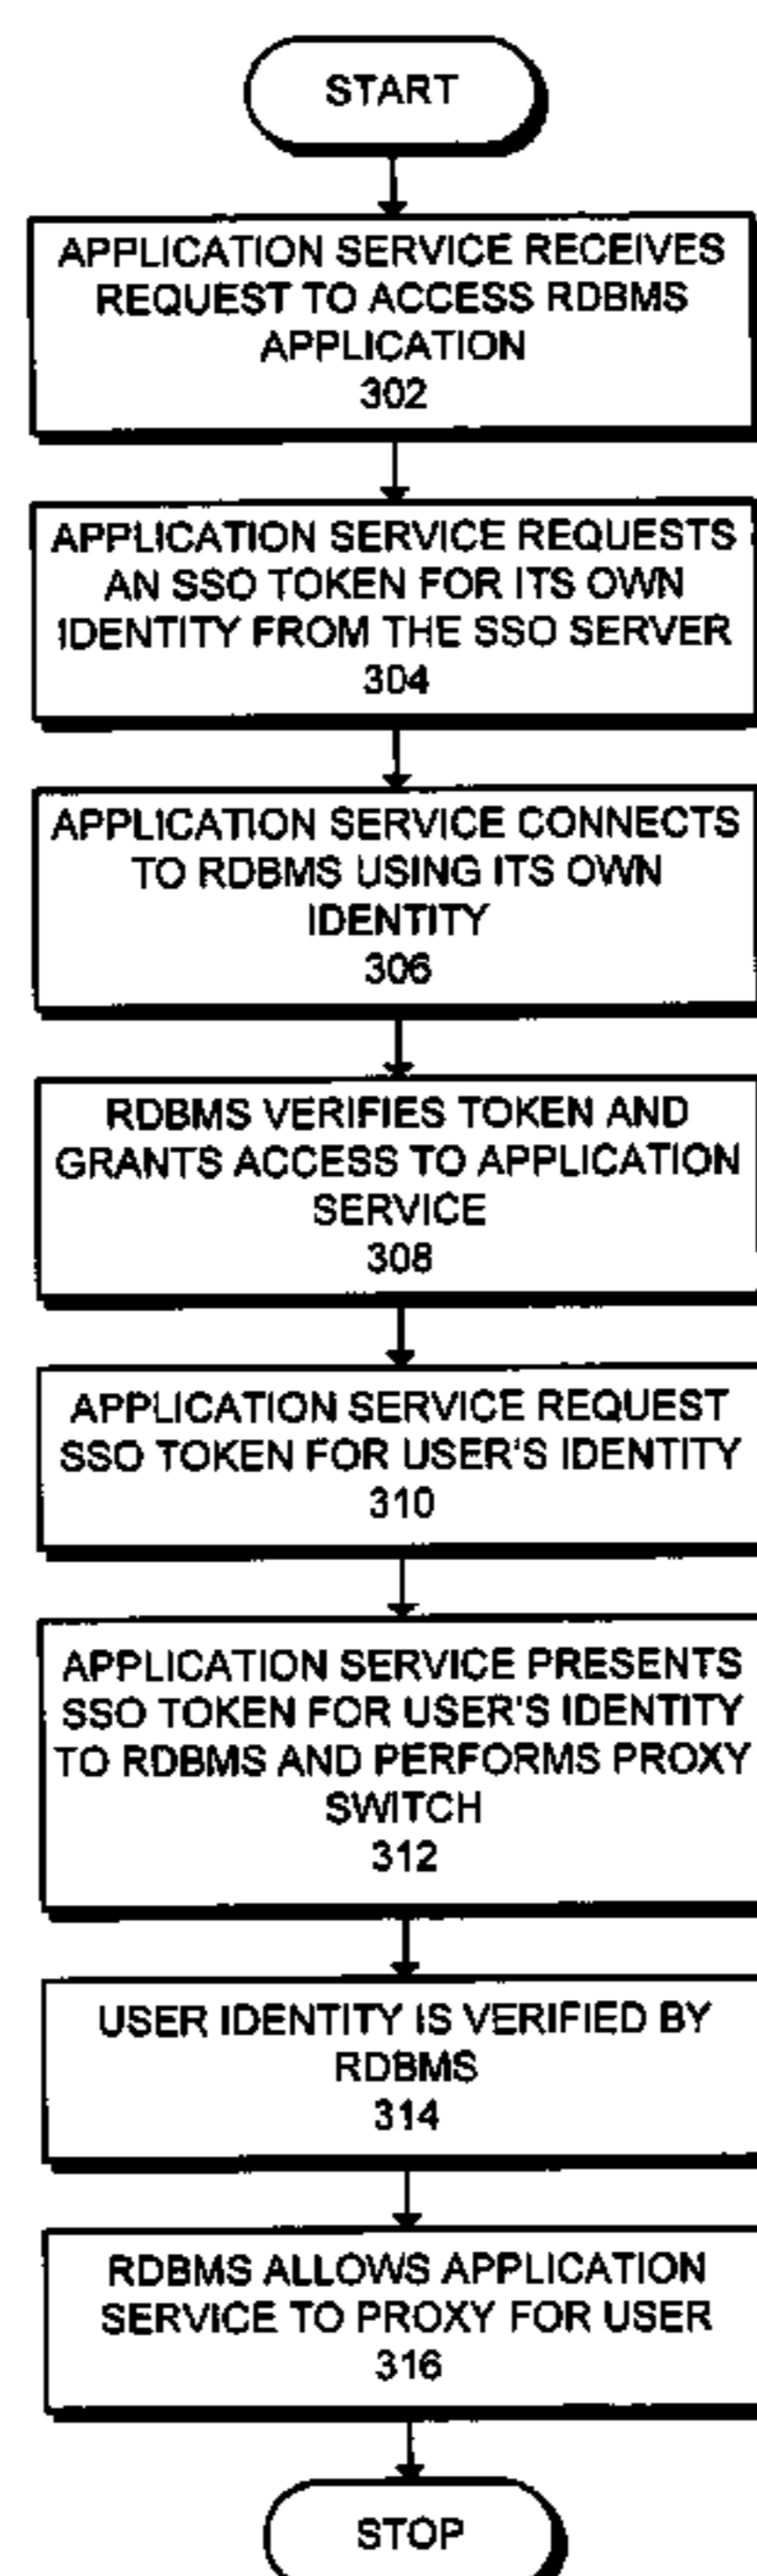 START
APPLICATION SERVICE RECEIVES
REQUEST TO ACCESS RDBMS
APPLICATION
302
APPLICATION SERVICE REQUESTS
AN SSO TOKEN FOR ITS OWN
IDENTITY FROM THE SSO SERVER
304
APPLICATION SERVICE CONNECTS
TO RDBMS USING ITS OWN
IDENTITY
306
RDBMS VERIFIES TOKEN AND
GRANTS ACCESS TO APPLICATION
SERVICE
308
APPLICATION SERVICE REQUEST
SSO TOKEN FOR USER'S IDENTITY
310
APPLICATION SERVICE PRESENTS
SSO TOKEN FOR USER'S IDENTITY
TO RDBMS AND PERFORMS PROXY
SWITCH
312
USER IDENTITY IS VERIFIED BY
RDBMS
314
RDBMS ALLOWS APPLICATION
SERVICE TO PROXY FOR USER
316
STOP